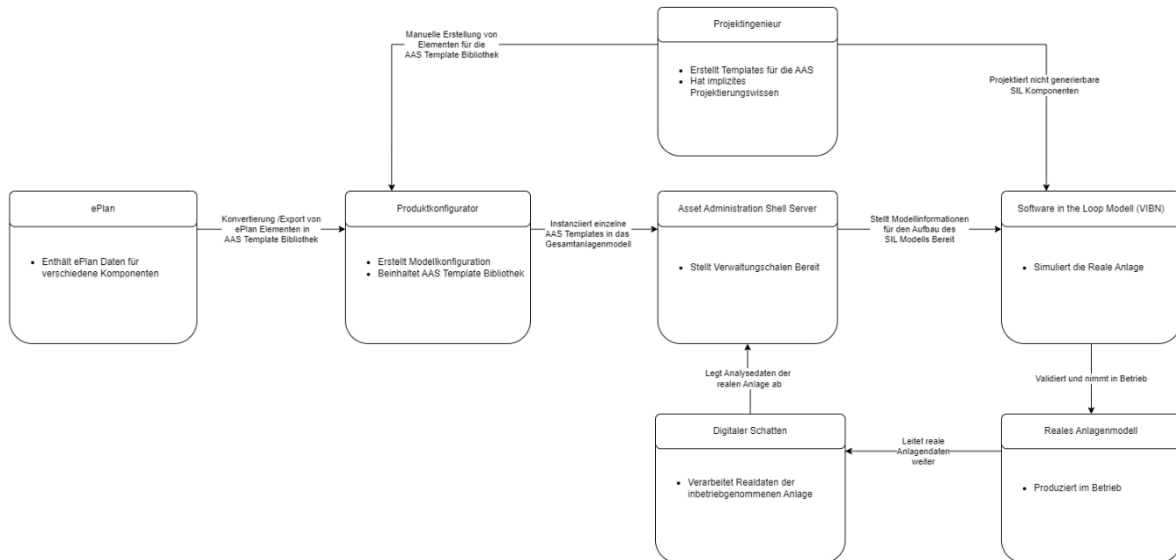 Projektingenieur
Manuelle Erstellung von
Elementen für die
AAS Template Bibliothek
• Erstellt Templates für die AAS
• Hat implizites
Projektierungswissen
Projektiert nicht generierbare
SIL Komponenten
ePlan
• Enthält ePlan Daten für
verschiedene Komponenten
Konvertierung /Export von
ePlan Elementen in
AAS Template Bibliothek
Produktkonfigurator
• Erstellt Modellkonfiguration
• Beinhaltet AAS Template Bibliothek
Instanziiert einzelne
AAS Templates in das
Gesamtanlagenmodell
Asset Administration Shell Server
• Stellt Verwaltungschalen Bereit
Stellt Modellinformationen
für den Aufbau des
SIL Modells Bereit
Software in the Loop Modell (VIBN)
• Simuliert die Reale Anlage
Legt Analysedaten der
realen Anlage ab
Validiert und nimmt in Betrieb
Digitaler Schatten
• Verarbeitet Realdaten der
inbetriebgenommenen Anlage
Leitet reale
Anlagendaten
weiter
Reales Anlagenmodell
• Produziert im Betrieb